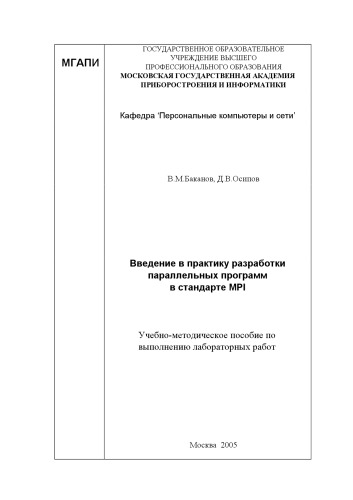 МГАПИ
ГОСУДАРСТВЕННОЕ ОБРАЗОВАТЕЛЬНОЕ
УЧРЕЖДЕНИЕ ВЫСШЕГО
ПРОФЕССИОНАЛЬНОГО ОБРАЗОВАНИЯ
МОСКОВСКАЯ ГОСУДАРСТВЕННАЯ АКАДЕМИЯ
ПРИБОРОСТРОЕНИЯ И ИНФОРМАТИКИ
Кафедра ‘Персональные компьютеры и сети’
В.М.Баканов, Д.В.Осипов
Введение в практику разработки
параллельных программ
в стандарте MPI
Учебно-методическое пособие по
выполнению лабораторных работ
Москва 2005